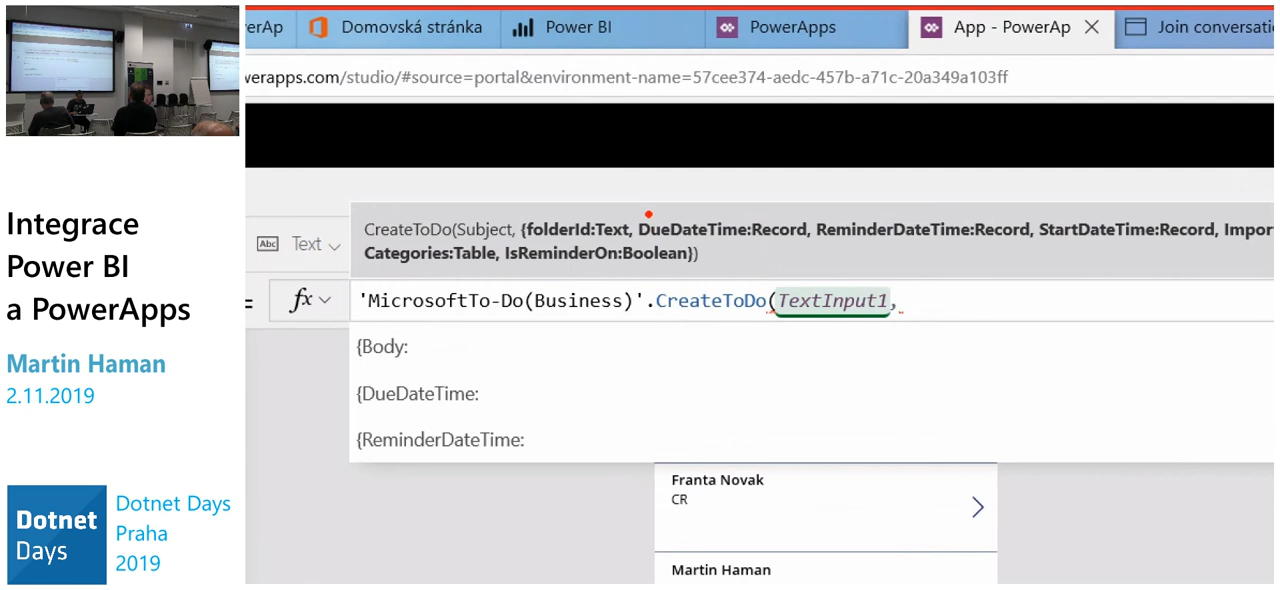 erAp
Domovská stránka
Power BI
PowerApps
App - PowerAp
Join conversati
werapps.com/studio/#source=portal&environment-name=57cee374-aedc-457b-a71c-20a349a103ff
Integrace
Power BI
a PowerApps
Martin Haman
2.11.2019
Dotnet
Days
Dotnet Days
Praha
2019
Abc Text
CreateToDo(Subject, {folderId:Text, DueDateTime:Record, ReminderDateTime:Record, StartDateTime:Record, Impor
Categories:Table, IsReminderOn:Boolean})
= fx
'MicrosoftTo-Do(Business)'.CreateToDo(TextInput1,
{Body:
{DueDateTime:
{ReminderDateTime:
Franta Novak
CR
Martin Haman